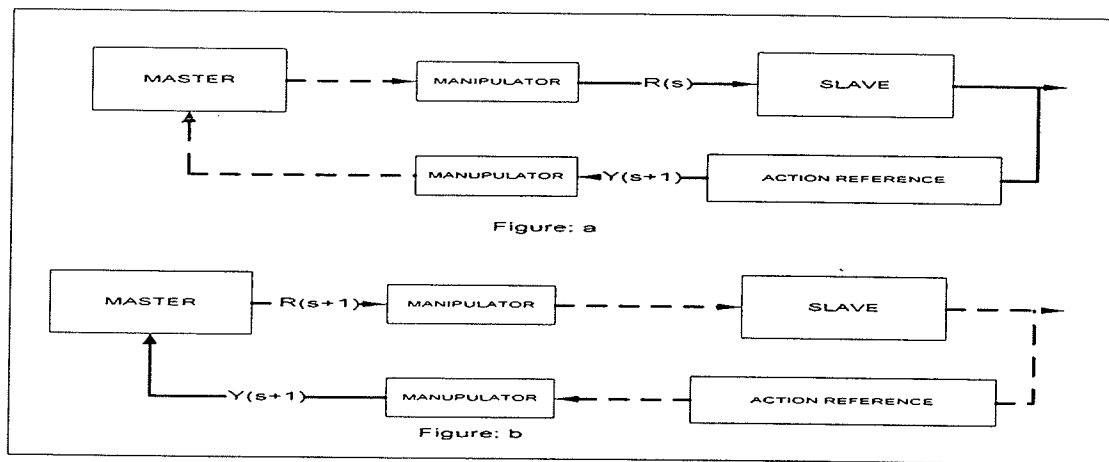 MASTER
MANIPULATOR
R(s)
SLAVE
MANUPULATOR
Y(s+1)
ACTION REFERENCE
Figure: a
MASTER
R(s+1)
MANIPULATOR
SLAVE
Y(s+1)
MANUPULATOR
ACTION REFERENCE
Figure: b